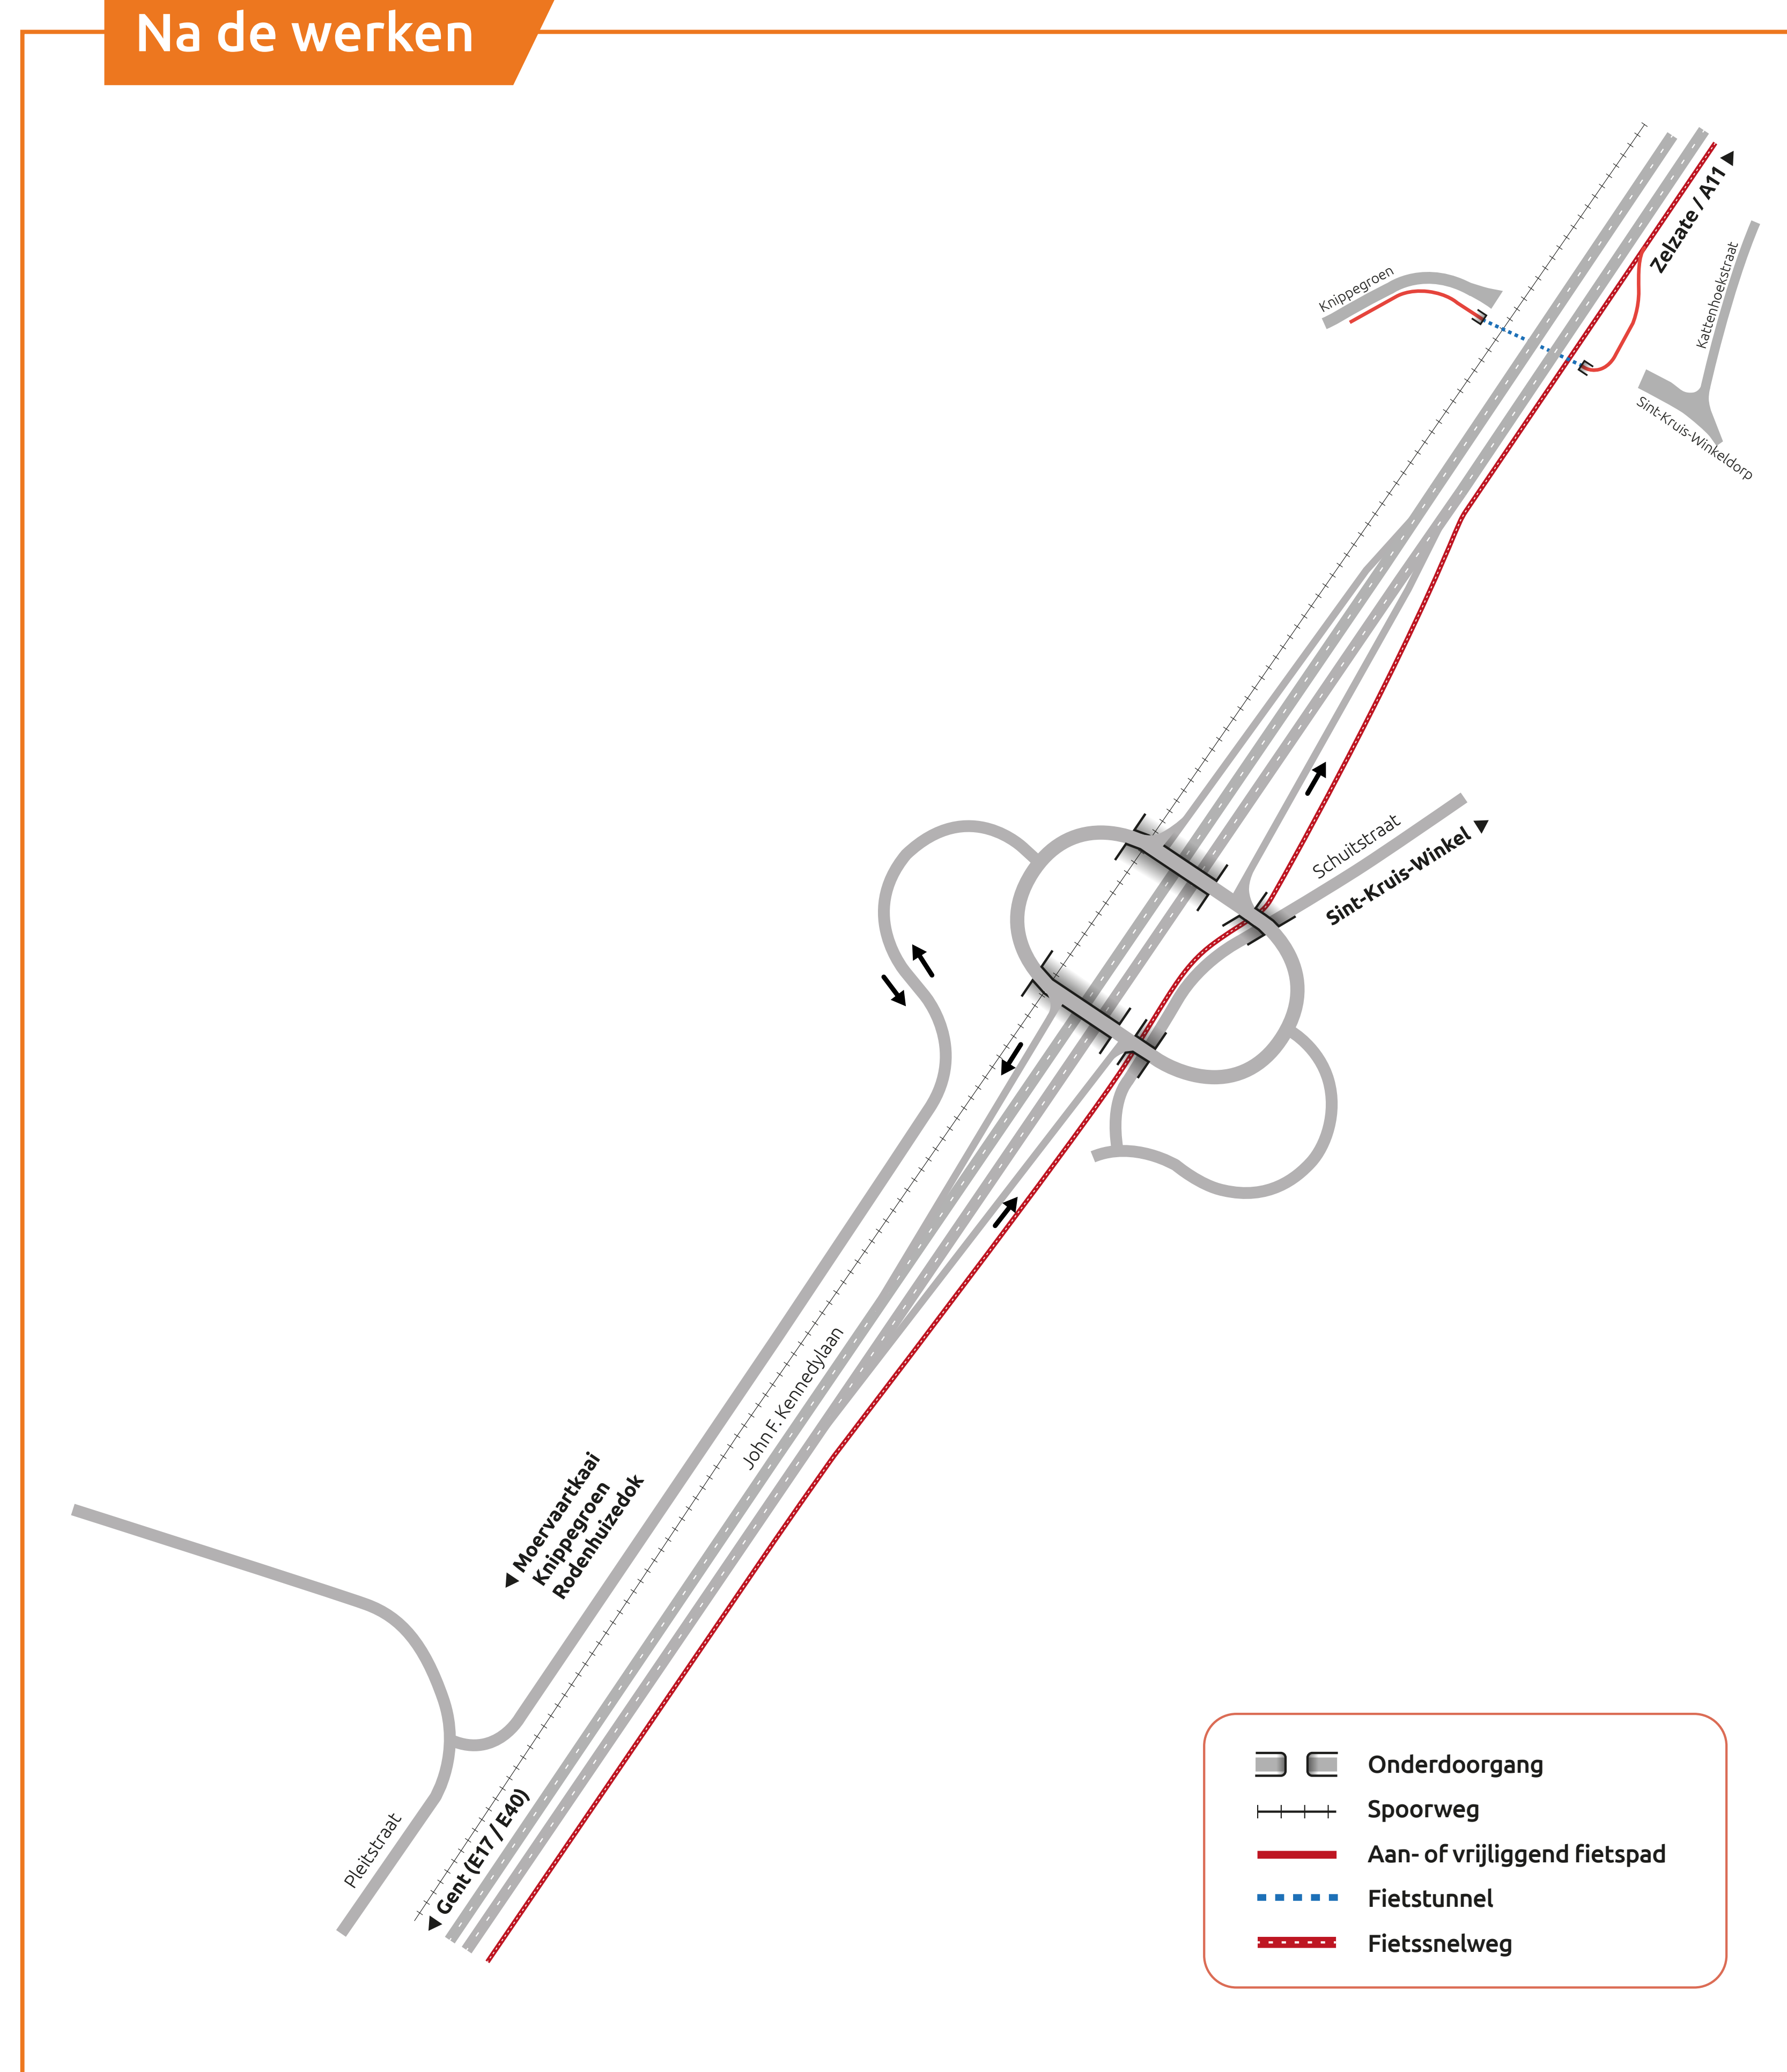 Na de werken
Zelzate / A11
Knippegroen
Kattenhoekstraat
Sint-Kruis-Winkeldorp
Schuitstraat
Sint-Kruis-Winkel
John F. Kennedylaan
Moervaartkaai
Knippegroen
Rodenhuizedok
Gent (E17 / E40)
Pleitstraat
Onderdoorgang
Spoorweg
Aan- of vrijliggend fietspad
Fietstunnel
Fietssnelweg